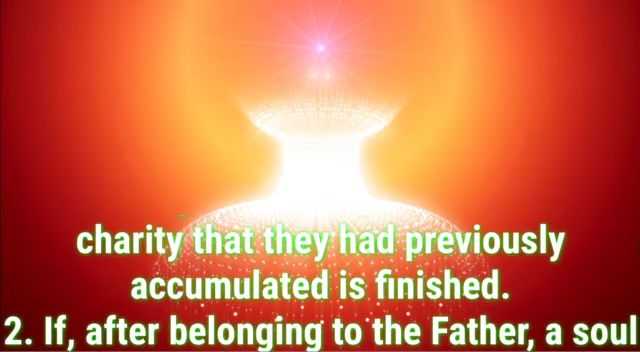 charity that they had previously
accumulated is finished.
2. If, after belonging to the Father, a soul